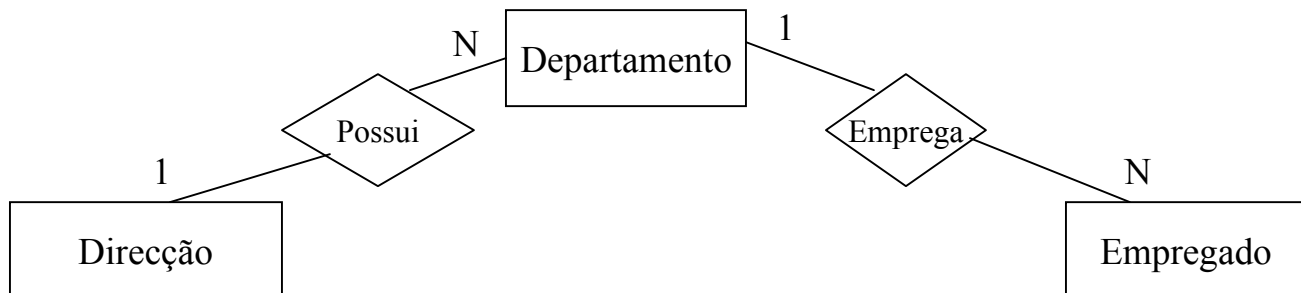 1
N
Departamento
Possui
Emprega
1
N
Direcção
Empregado